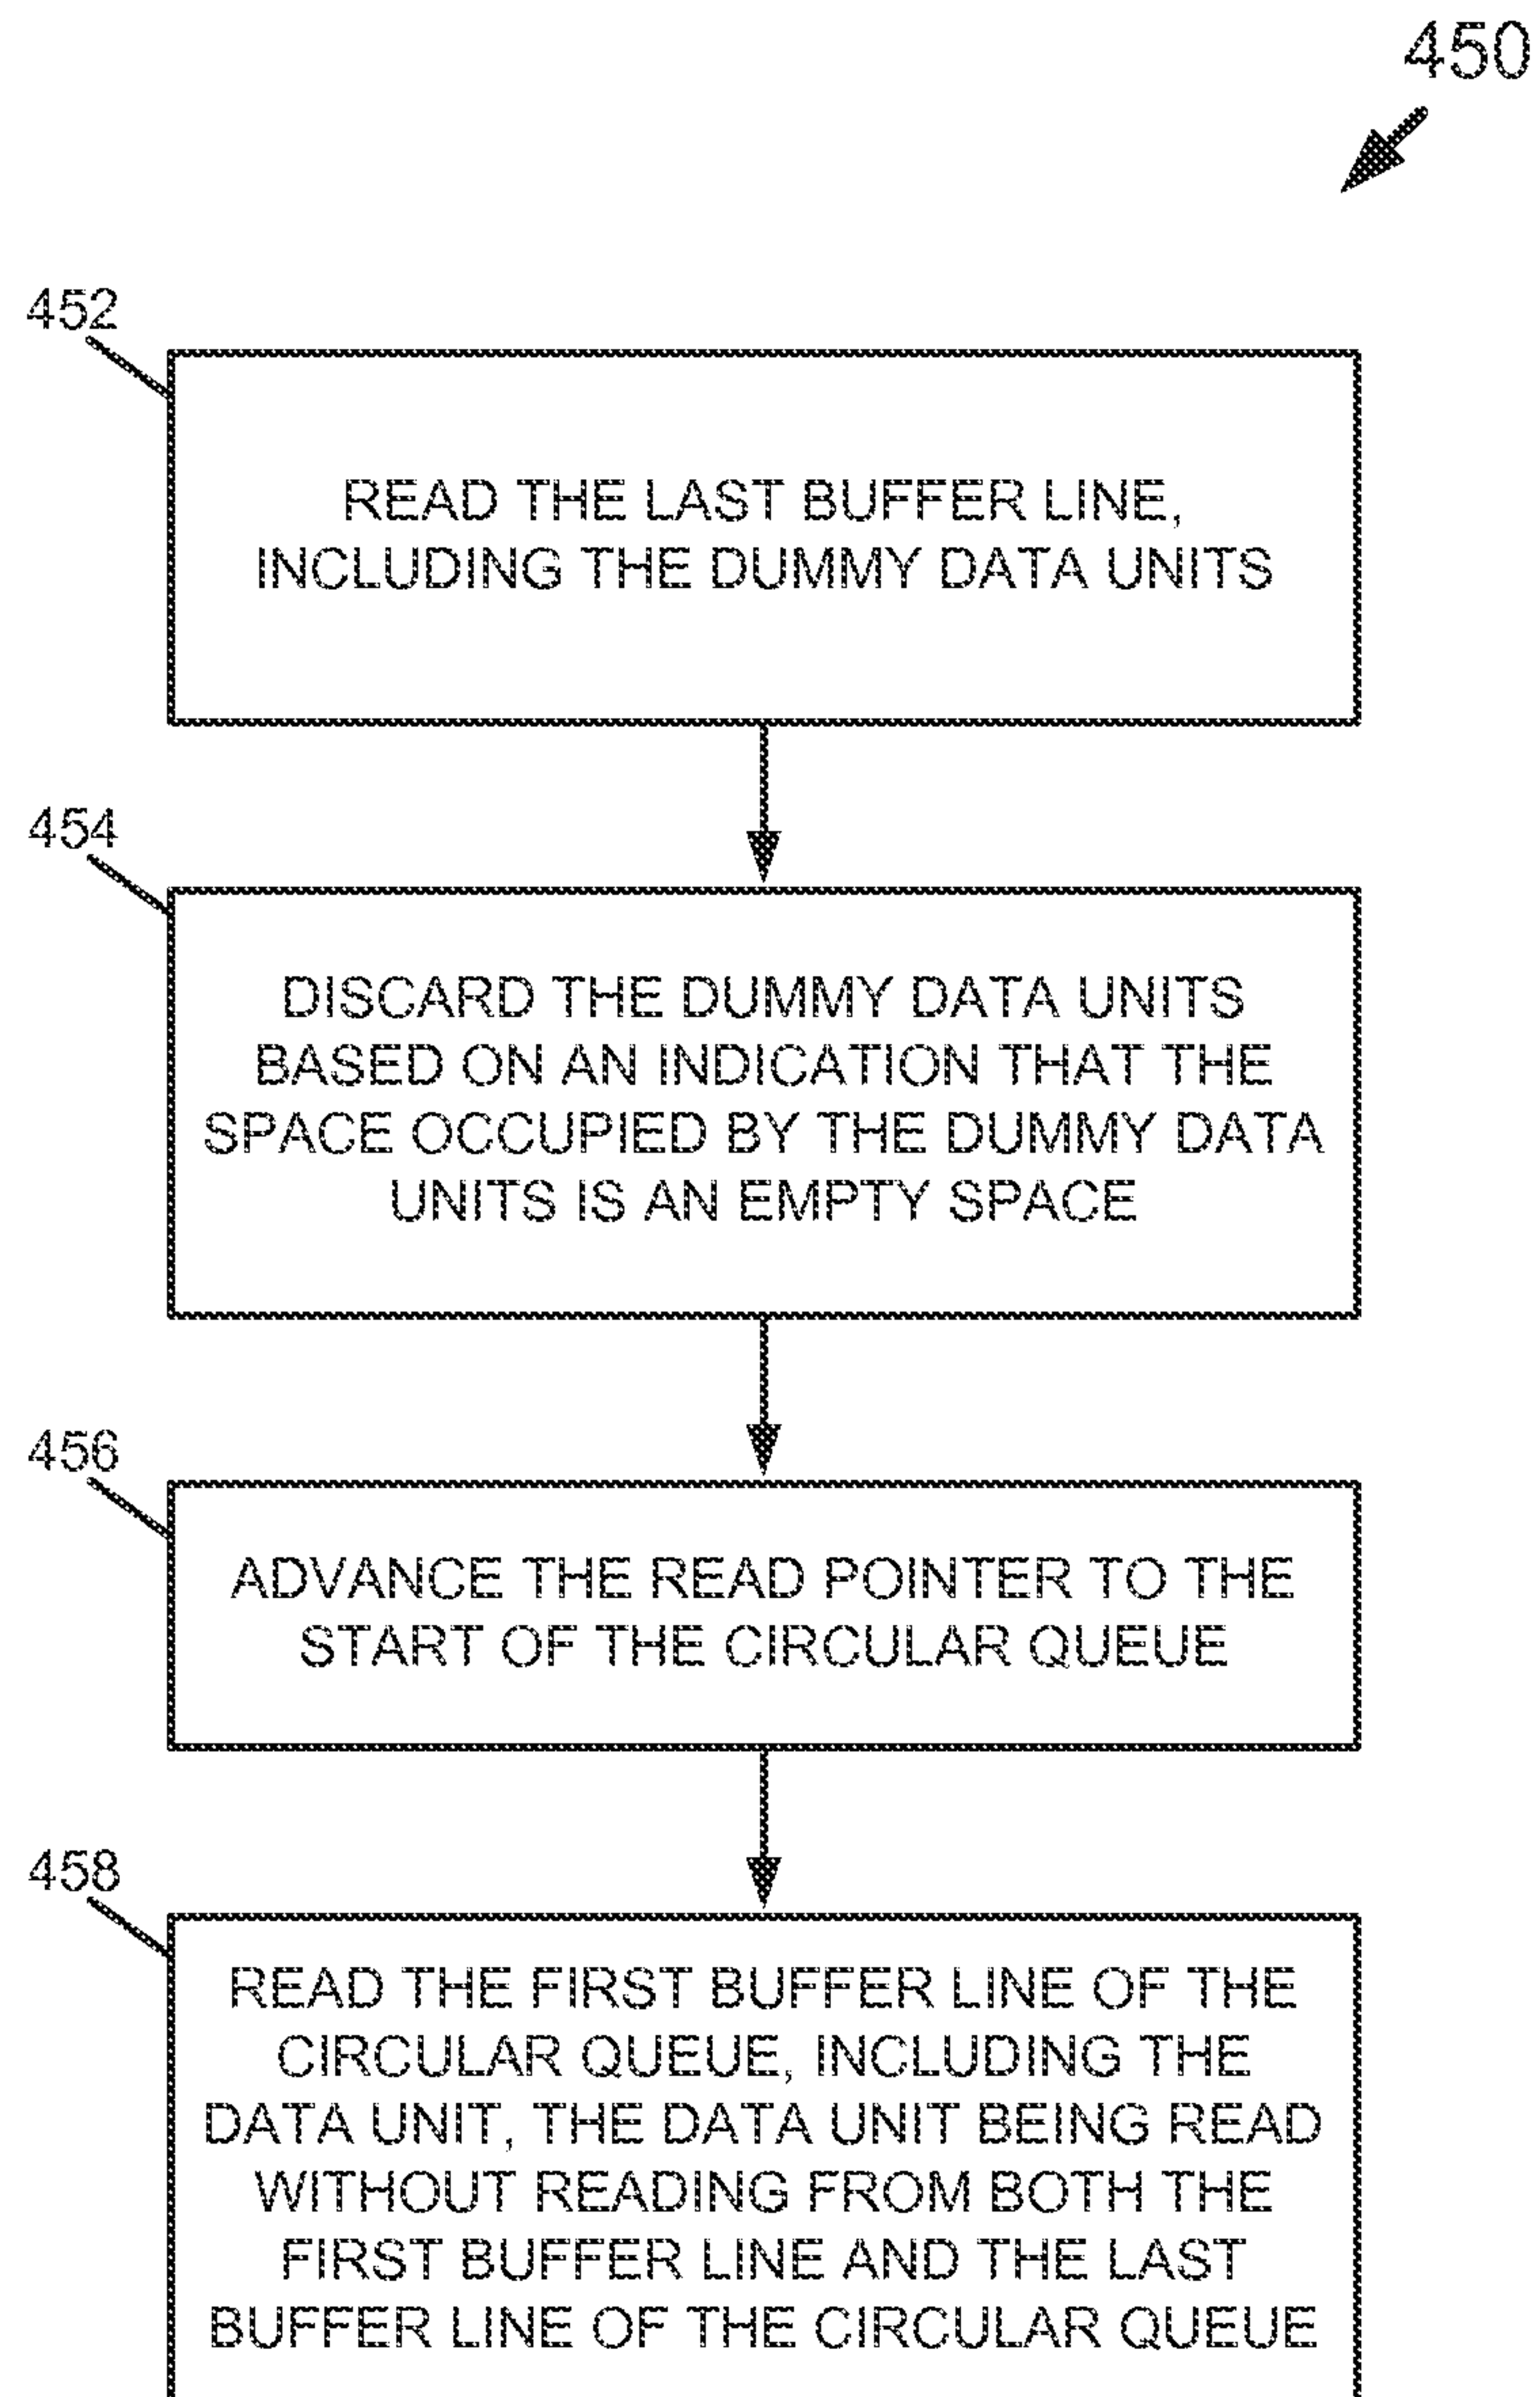 450
452
READ THE LAST BUFFER LINE,
INCLUDING THE DUMMY DATA UNITS
454
DISCARD THE DUMMY DATA UNITS
BASED ON AN INDICATION THAT THE
SPACE OCCUPIED BY THE DUMMY DATA
UNITS IS AN EMPTY SPACE
456
ADVANCE THE READ POINTER TO THE
START OF THE CIRCULAR QUEUE
458
READ THE FIRST BUFFER LINE OF THE
CIRCULAR QUEUE, INCLUDING THE
DATA UNIT, THE DATA UNIT BEING READ
WITHOUT READING FROM BOTH THE
FIRST BUFFER LINE AND THE LAST
BUFFER LINE OF THE CIRCULAR QUEUE